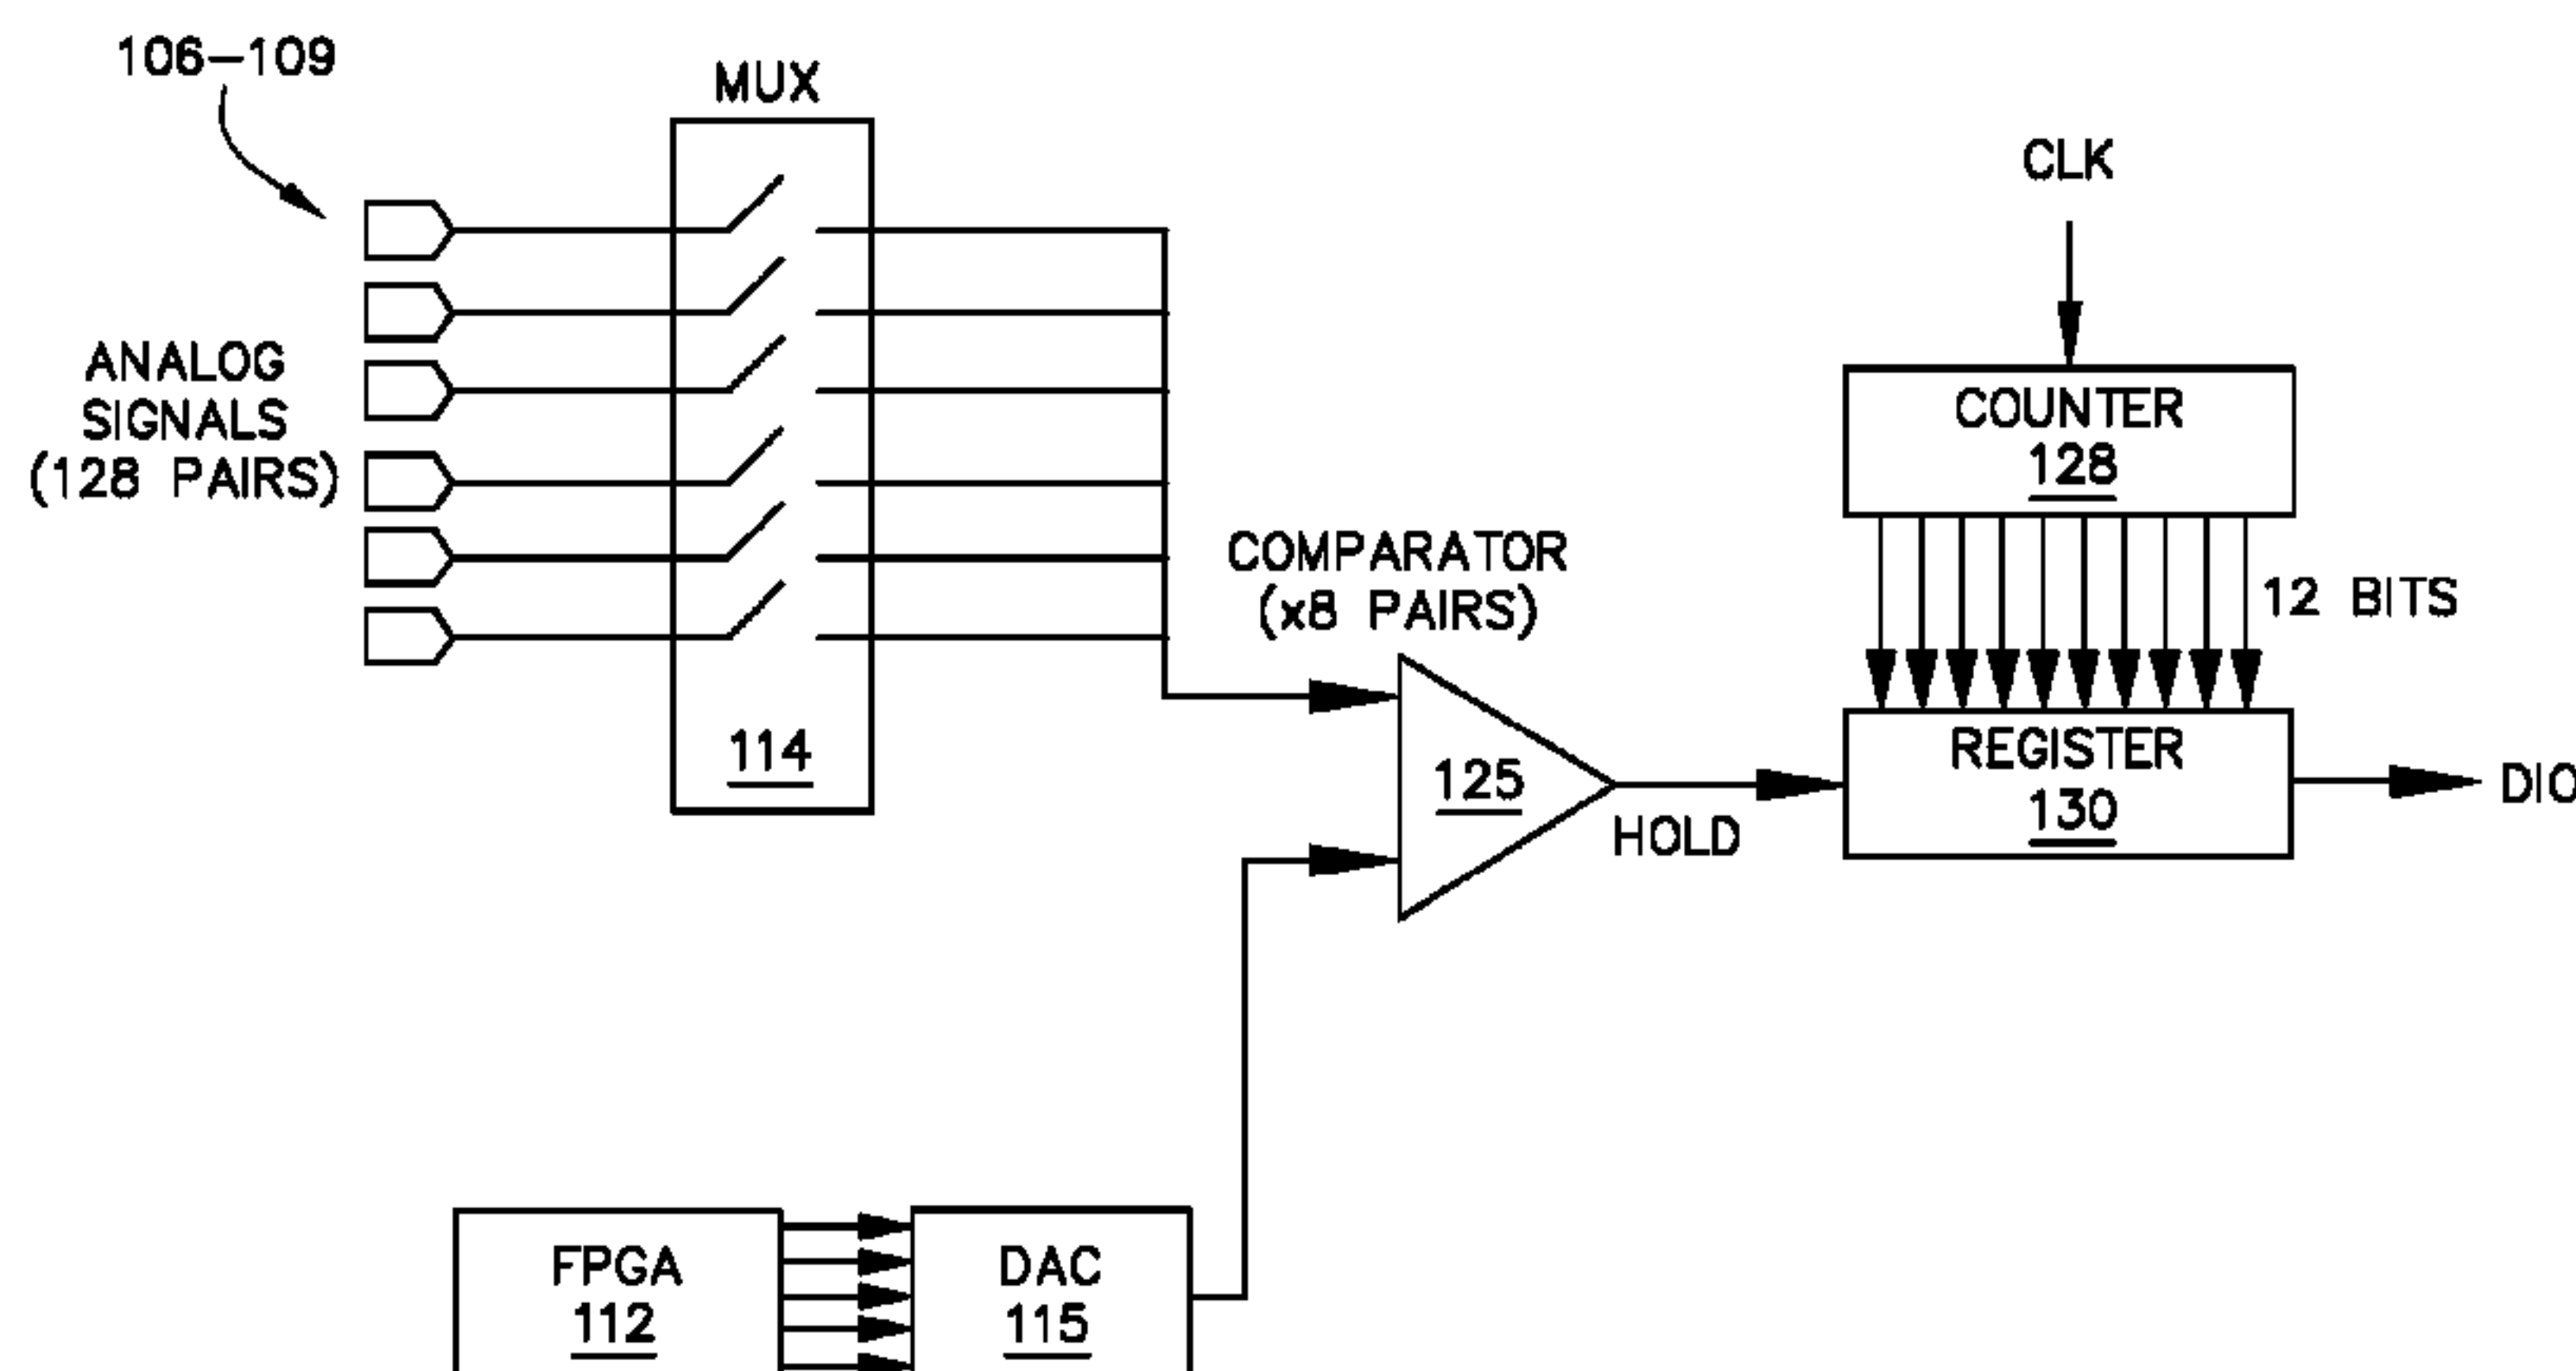 106-109
MUX
CLK
ANALOG
SIGNALS
(128 PAIRS)
114
COMPARATOR
(x8 PAIRS)
125
HOLD
COUNTER
128
12 BITS
REGISTER
130
DIO
FPGA
112
DAC
115